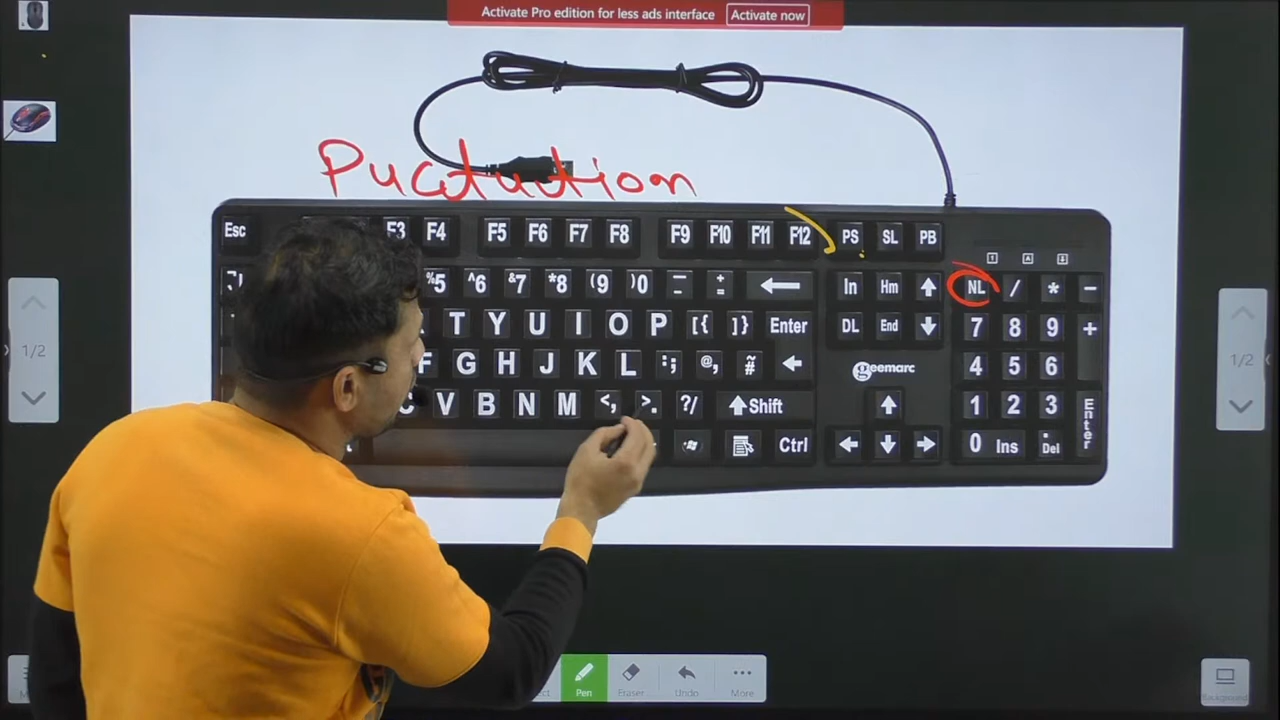 Activate Pro edition for less ads interface Activate now
Puctuction
Esc F3 F4 F5 F6 F7 F8 F9 F10 F11 F12 PS SL PB
%5 ^6 &7 *8 (9 )0 — - + = In Hm NL / * -
T Y U I O P [{ ]} Enter DL End 7 8 9 +
F G H J K L :; @, ~# geemarc 4 5 6
C V B N M <, >. ?/ Shift 1 2 3 Enter
Ctrl 0 Ins . Del
1/2
1/2
Pen Eraser Undo More
Background